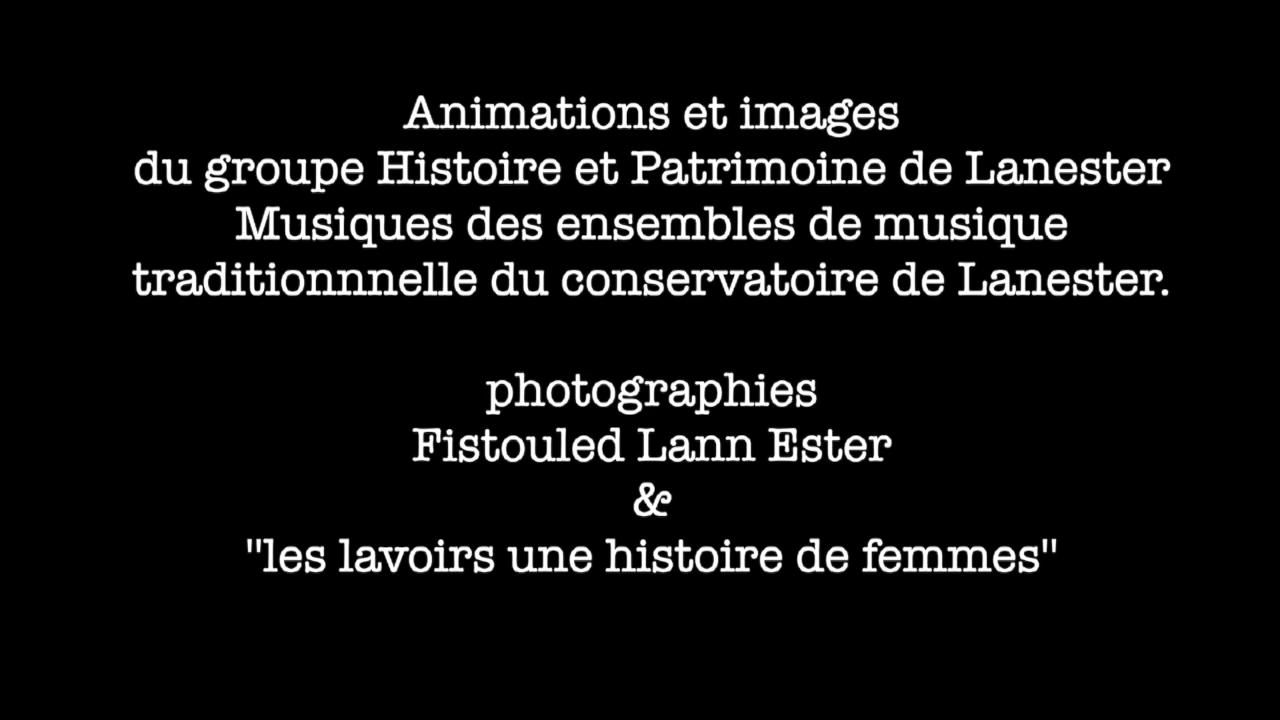 Animations et images
du groupe Histoire et Patrimoine de Lanester
Musiques des ensembles de musique
traditionnnelle du conservatoire de Lanester.
photographies
Fistouled Lann Ester
&
"les lavoirs une histoire de femmes"